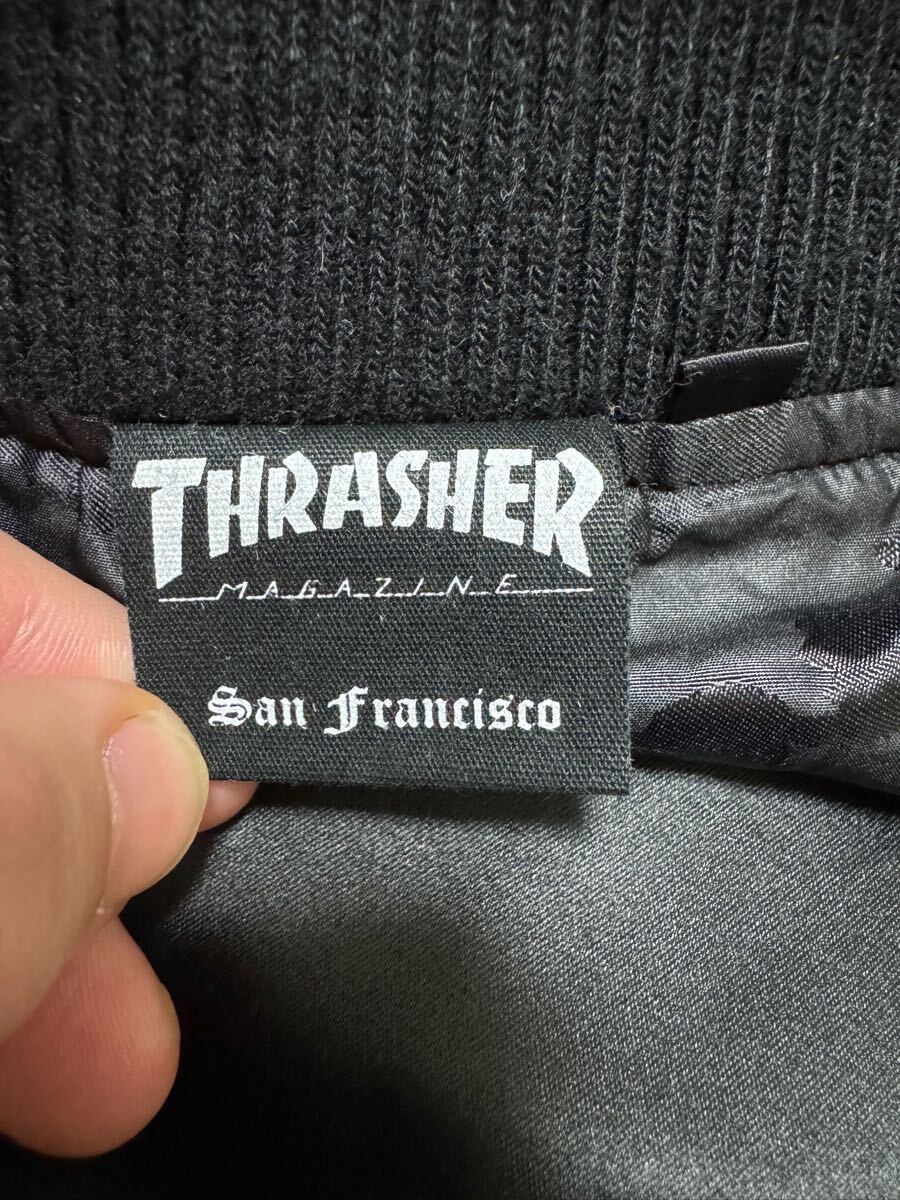 THRASHER
MAGAZINE
San Francisco